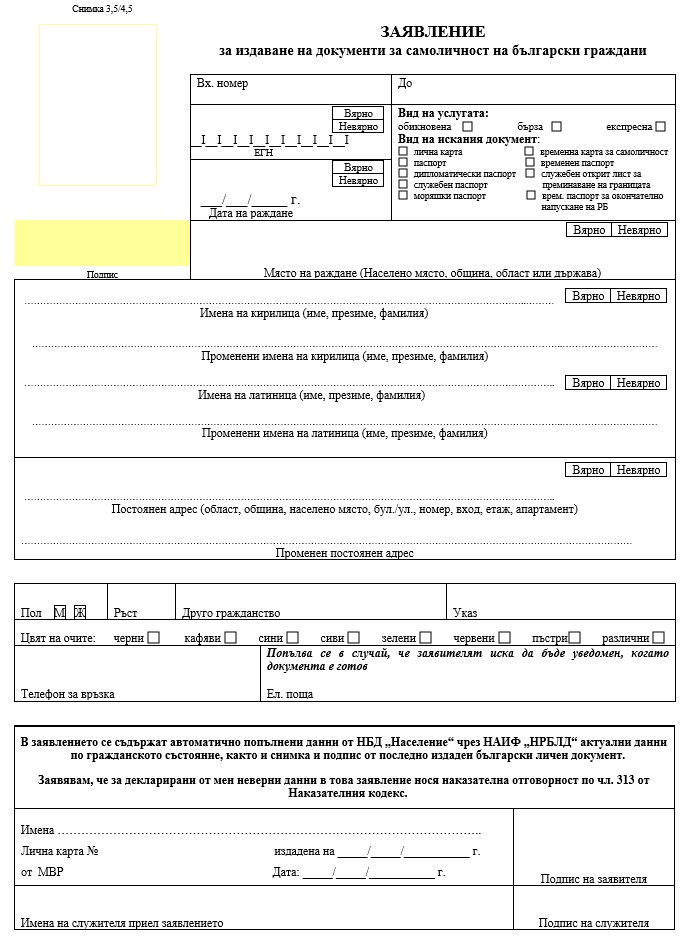 Снимка 3,5/4,5
ЗАЯВЛЕНИЕ
за издаване на документи за самоличност на български граждани
Вх. номер
До
Вярно
Невярно
__I__I__I__I__I__I__I__I__I__I
ЕГН
Вярно
Невярно
___/___/_____ г.
Дата на раждане
Вид на услугата:
обикновена бърза експресна
Вид на искания документ:
лична карта временна карта за самоличност
паспорт временен паспорт
дипломатически паспорт служебен открит лист за
служебен паспорт преминаване на границата
моряшки паспорт врем. паспорт за окончателно
напускане на РБ
Вярно Невярно
Подпис
Място на раждане (Населено място, община, област или държава)
Вярно Невярно
Имена на кирилица (име, презиме, фамилия)
Променени имена на кирилица (име, презиме, фамилия)
Вярно Невярно
Имена на латиница (име, презиме, фамилия)
Променени имена на латиница (име, презиме, фамилия)
Вярно Невярно
Постоянен адрес (област, община, населено място, бул./ул., номер, вход, етаж, апартамент)
Променен постоянен адрес
Пол М Ж Ръст Друго гражданство Указ
Цвят на очите: черни кафяви сини сиви зелени червени пъстри различни
Попълва се в случай, че заявителят иска да бъде уведомен, когато
документа е готов
Телефон за връзка Ел. поща
В заявлението се съдържат автоматично попълнени данни от НБД „Население“ чрез НАИФ „НРБЛД“ актуални данни
по гражданското състояние, както и снимка и подпис от последно издаден български личен документ.
Заявявам, че за декларирани от мен неверни данни в това заявление нося наказателна отговорност по чл. 313 от
Наказателния кодекс.
Имена ………………………………………………………………………..
Лична карта № издадена на _____/_____/___________ г.
от МВР Дата: _____/_____/___________ г.
Подпис на заявителя
Имена на служителя приел заявлението Подпис на служителя